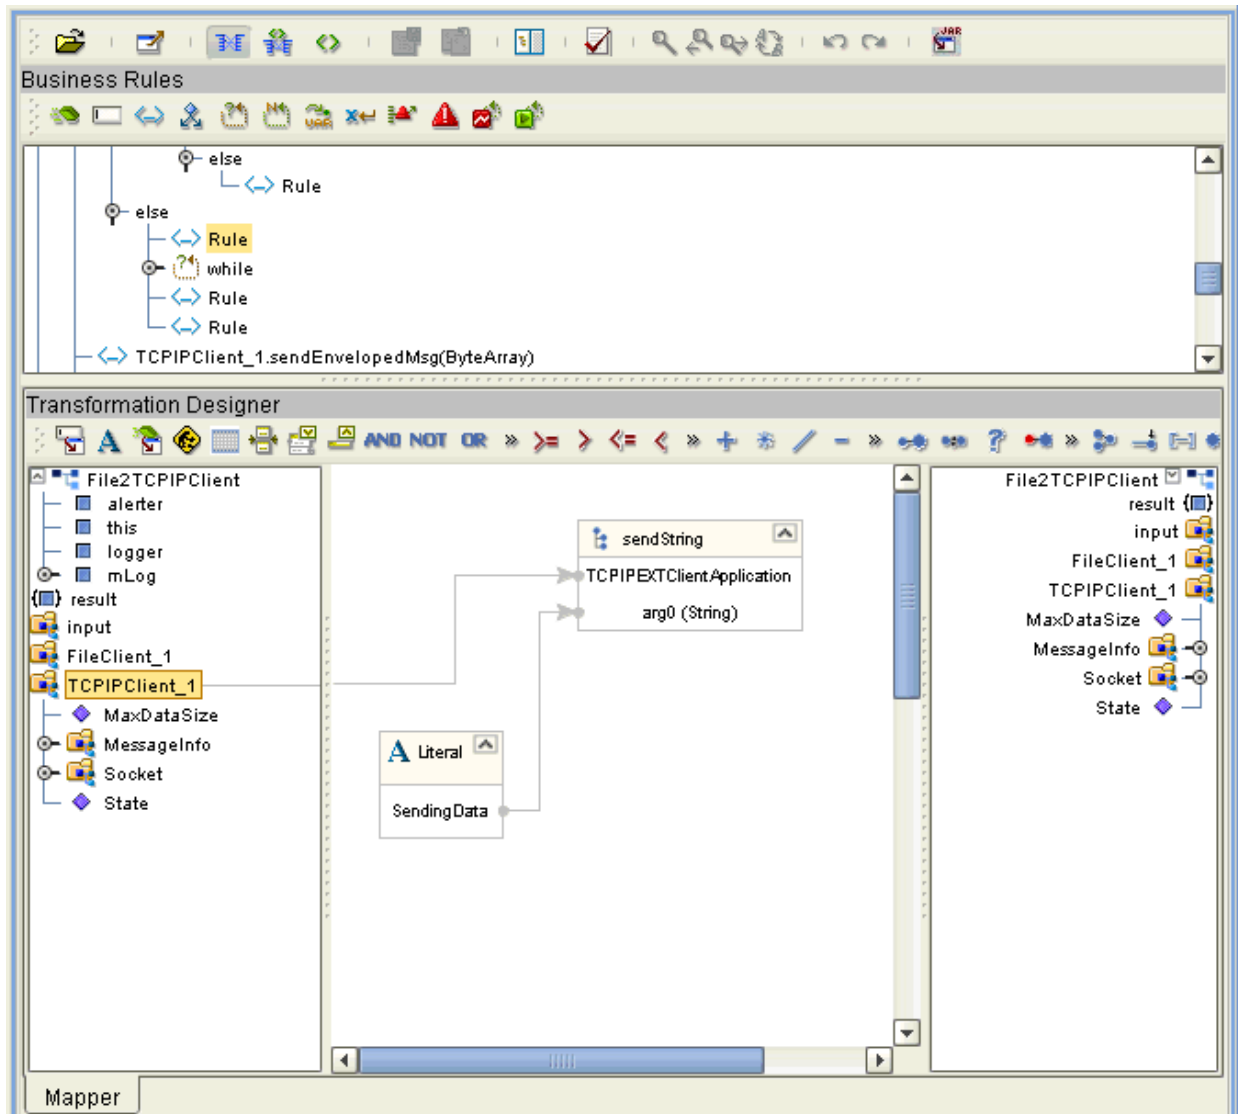 JAR
Business Rules
VAR
else
Rule
else
Rule
while
Rule
Rule
TCPIPClient_1.sendEnvelopedMsg(ByteArray)
Transformation Designer
A AND NOT OR » >= > <= < » + / - » ? »
File2TCPIPClient
alerter
this
logger
mLog
result
input
FileClient_1
TCPIPClient_1
MaxDataSize
MessageInfo
Socket
State
sendString
TCPIPEXTClientApplication
arg0 (String)
A Literal
SendingData
File2TCPIPClient
result
input
FileClient_1
TCPIPClient_1
MaxDataSize
MessageInfo
Socket
State
Mapper